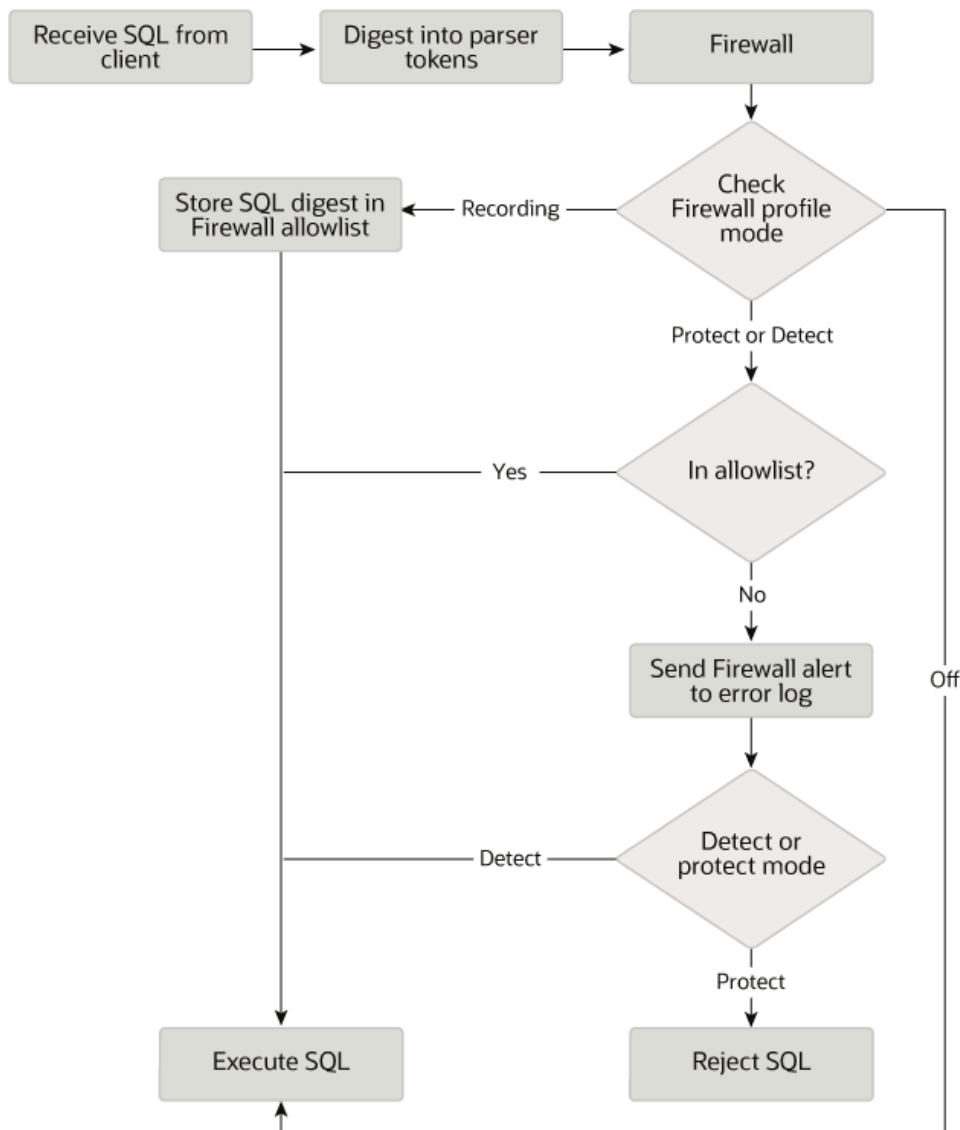 Receive SQL from
client
Digest into parser
tokens
Firewall
Check
Firewall profile
mode
Recording
Store SQL digest in
Firewall allowlist
Protect or Detect
In allowlist?
Yes
No
Send Firewall alert
to error log
Off
Detect or
protect mode
Detect
Protect
Execute SQL
Reject SQL